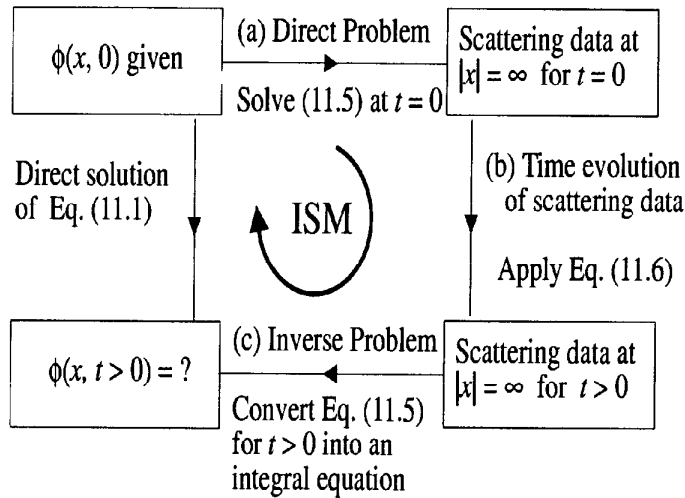 ϕ(x, 0) given
(a) Direct Problem
Solve (11.5) at t = 0
Scattering data at
|x| = ∞ for t = 0
Direct solution
of Eq. (11.1)
ISM
(b) Time evolution
of scattering data
Apply Eq. (11.6)
ϕ(x, t > 0) = ?
(c) Inverse Problem
Convert Eq. (11.5)
for t > 0 into an
integral equation
Scattering data at
|x| = ∞ for t > 0